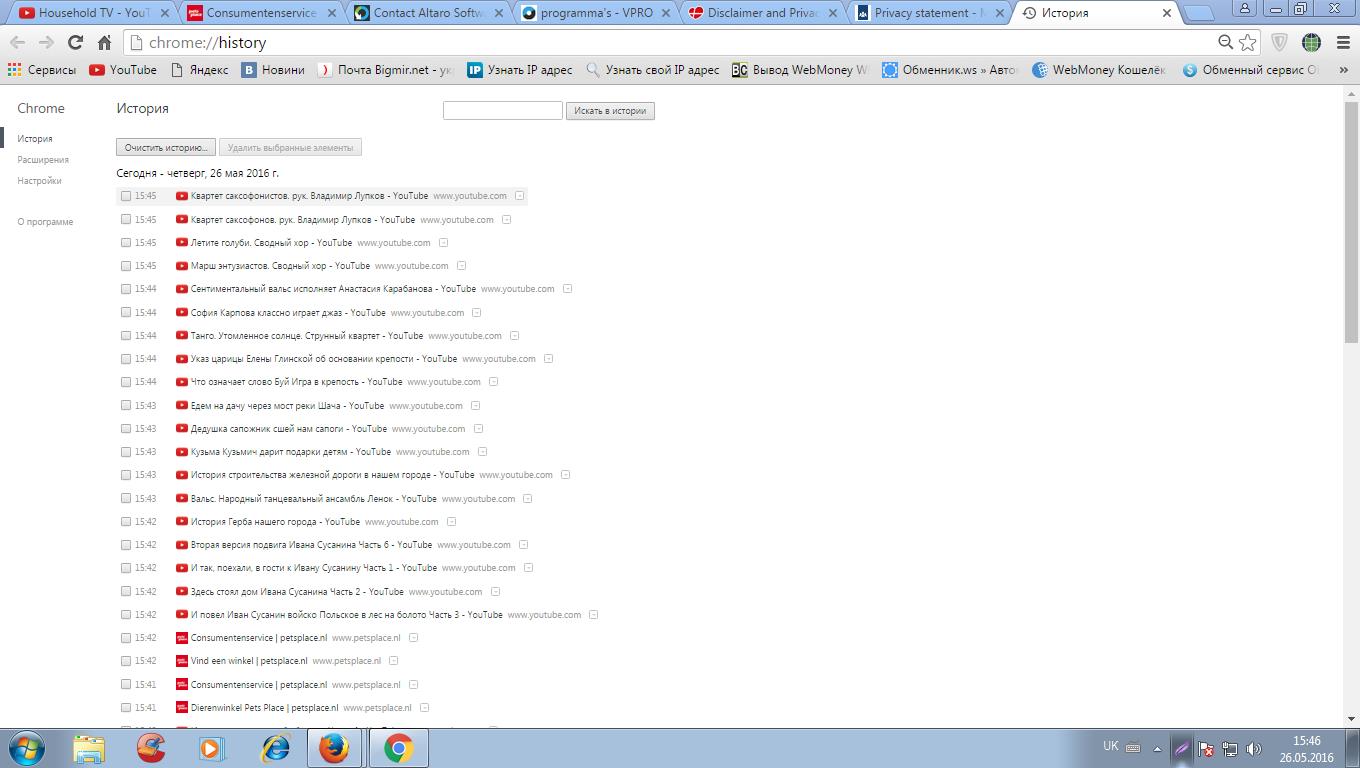 Household TV - YouT
Consumentenservice
Contact Altaro Softw
programma's - VPRO
Disclaimer and Privac
Privacy statement - M
История
chrome://history
Сервисы
YouTube
Яндекс
Новини
Почта Bigmir.net - ук
Узнать IP адрес
Узнать свой IP адрес
Вывод WebMoney W
Обменник.ws » Авто
WebMoney Кошелёк
Обменный сервис O
»
Chrome
История
Искать в истории
История
Расширения
Настройки
О программе
Очистить историю...
Удалить выбранные элементы
Сегодня - четверг, 26 мая 2016 г.
15:45 Квартет саксофонистов. рук. Владимир Лупков - YouTube www.youtube.com
15:45 Квартет саксофонов. рук. Владимир Лупков - YouTube www.youtube.com
15:45 Летите голуби. Сводный хор - YouTube www.youtube.com
15:45 Марш энтузиастов. Сводный хор - YouTube www.youtube.com
15:44 Сентиментальный вальс исполняет Анастасия Карабанова - YouTube www.youtube.com
15:44 София Карпова классно играет джаз - YouTube www.youtube.com
15:44 Танго. Утомленное солнце. Струнный квартет - YouTube www.youtube.com
15:44 Указ царицы Елены Глинской об основании крепости - YouTube www.youtube.com
15:44 Что означает слово Буй Игра в крепость - YouTube www.youtube.com
15:43 Едем на дачу через мост реки Шача - YouTube www.youtube.com
15:43 Дедушка сапожник сшей нам сапоги - YouTube www.youtube.com
15:43 Кузьма Кузьмич дарит подарки детям - YouTube www.youtube.com
15:43 История строительства железной дороги в нашем городе - YouTube www.youtube.com
15:43 Вальс. Народный танцевальный ансамбль Ленок - YouTube www.youtube.com
15:42 История Герба нашего города - YouTube www.youtube.com
15:42 Вторая версия подвига Ивана Сусанина Часть 6 - YouTube www.youtube.com
15:42 И так, поехали, в гости к Ивану Сусанину Часть 1 - YouTube www.youtube.com
15:42 Здесь стоял дом Ивана Сусанина Часть 2 - YouTube www.youtube.com
15:42 И повел Иван Сусанин войско Польское в лес на болото Часть 3 - YouTube www.youtube.com
15:42 Consumentenservice | petsplace.nl www.petsplace.nl
15:42 Vind een winkel | petsplace.nl www.petsplace.nl
15:41 Consumentenservice | petsplace.nl www.petsplace.nl
15:41 Dierenwinkel Pets Place | petsplace.nl www.petsplace.nl
UK
15:46
26.05.2016